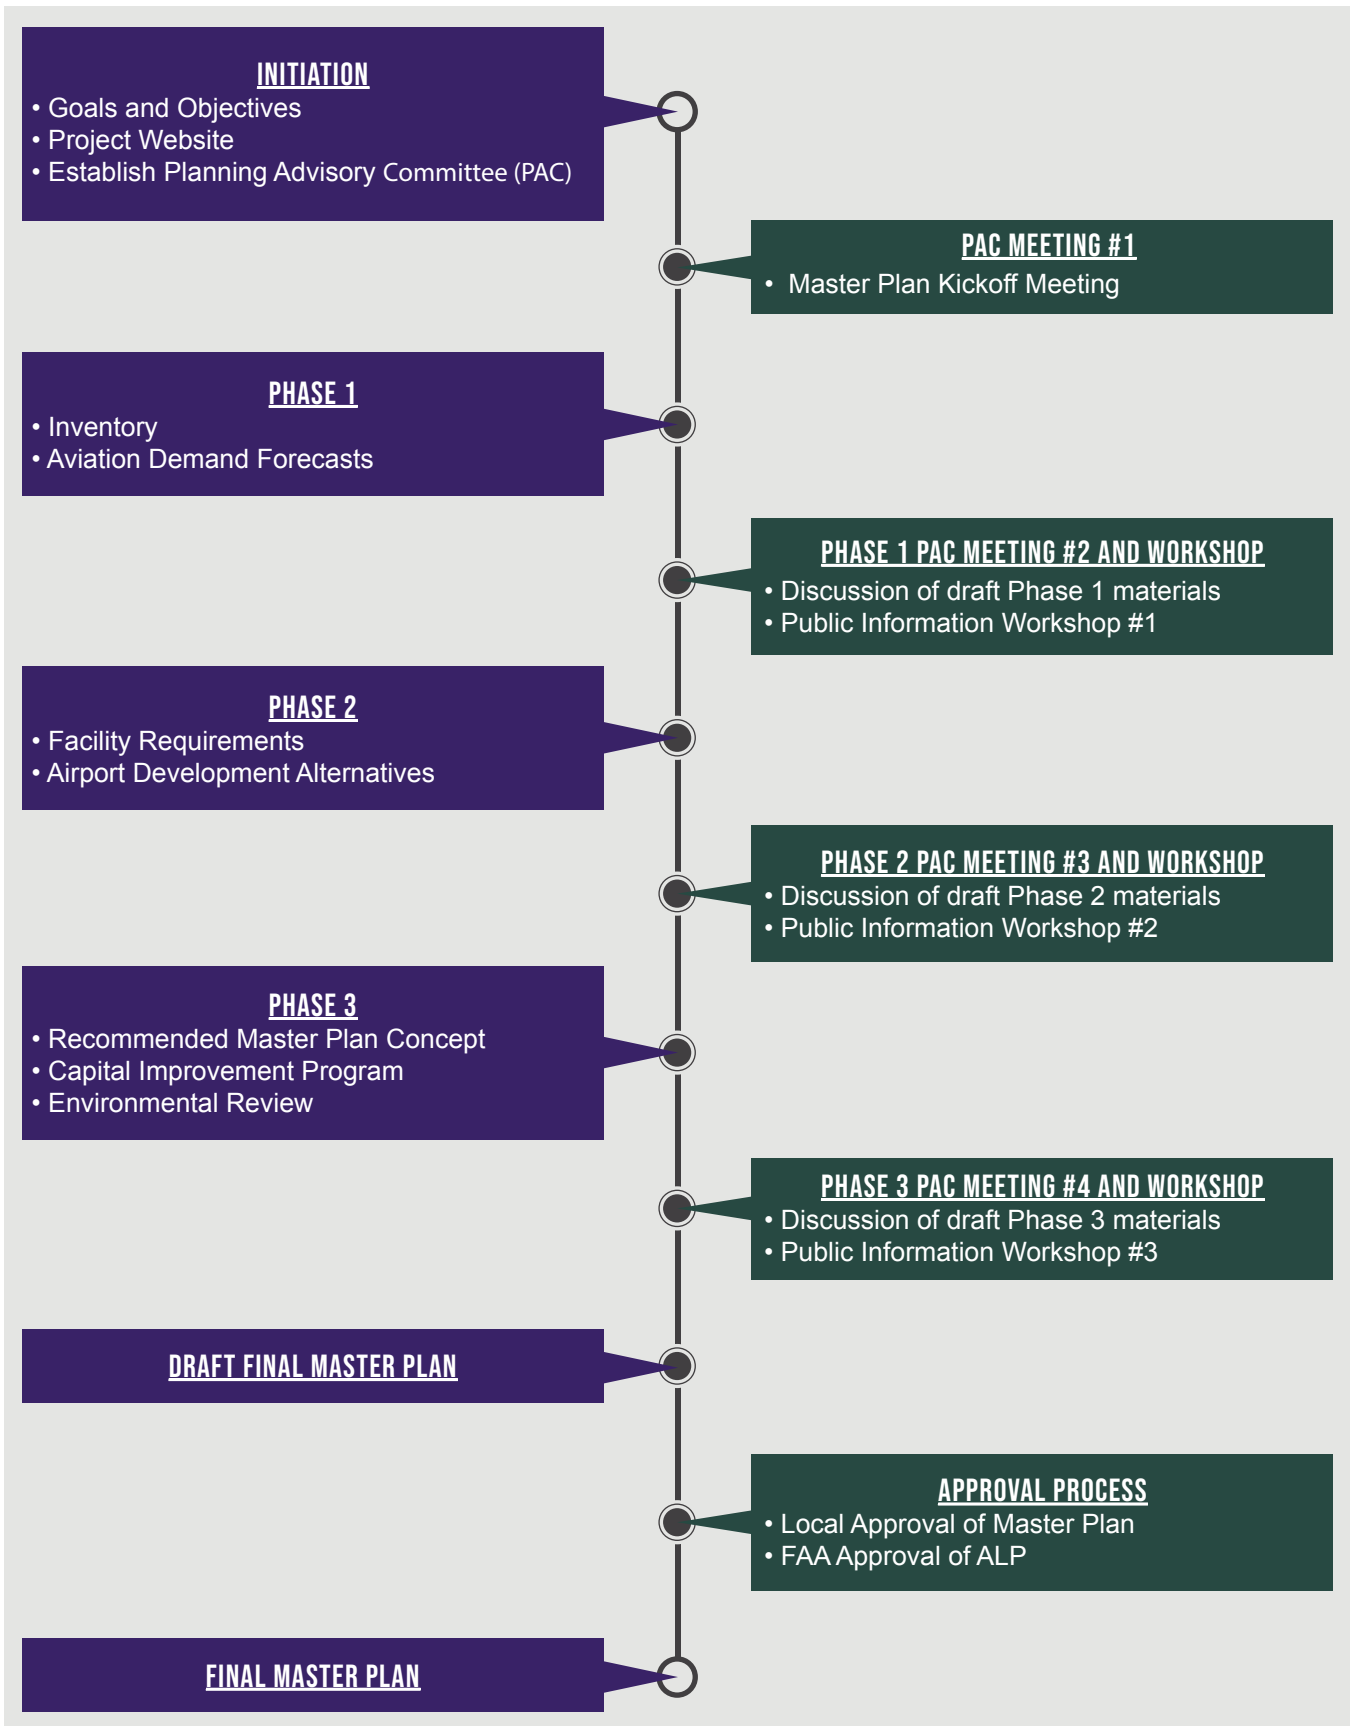 INITIATION
• Goals and Objectives
• Project Website
• Establish Planning Advisory Committee (PAC)
PAC MEETING #1
• Master Plan Kickoff Meeting
PHASE 1
• Inventory
• Aviation Demand Forecasts
PHASE 1 PAC MEETING #2 AND WORKSHOP
• Discussion of draft Phase 1 materials
• Public Information Workshop #1
PHASE 2
• Facility Requirements
• Airport Development Alternatives
PHASE 2 PAC MEETING #3 AND WORKSHOP
• Discussion of draft Phase 2 materials
• Public Information Workshop #2
PHASE 3
• Recommended Master Plan Concept
• Capital Improvement Program
• Environmental Review
PHASE 3 PAC MEETING #4 AND WORKSHOP
• Discussion of draft Phase 3 materials
• Public Information Workshop #3
DRAFT FINAL MASTER PLAN
APPROVAL PROCESS
• Local Approval of Master Plan
• FAA Approval of ALP
FINAL MASTER PLAN